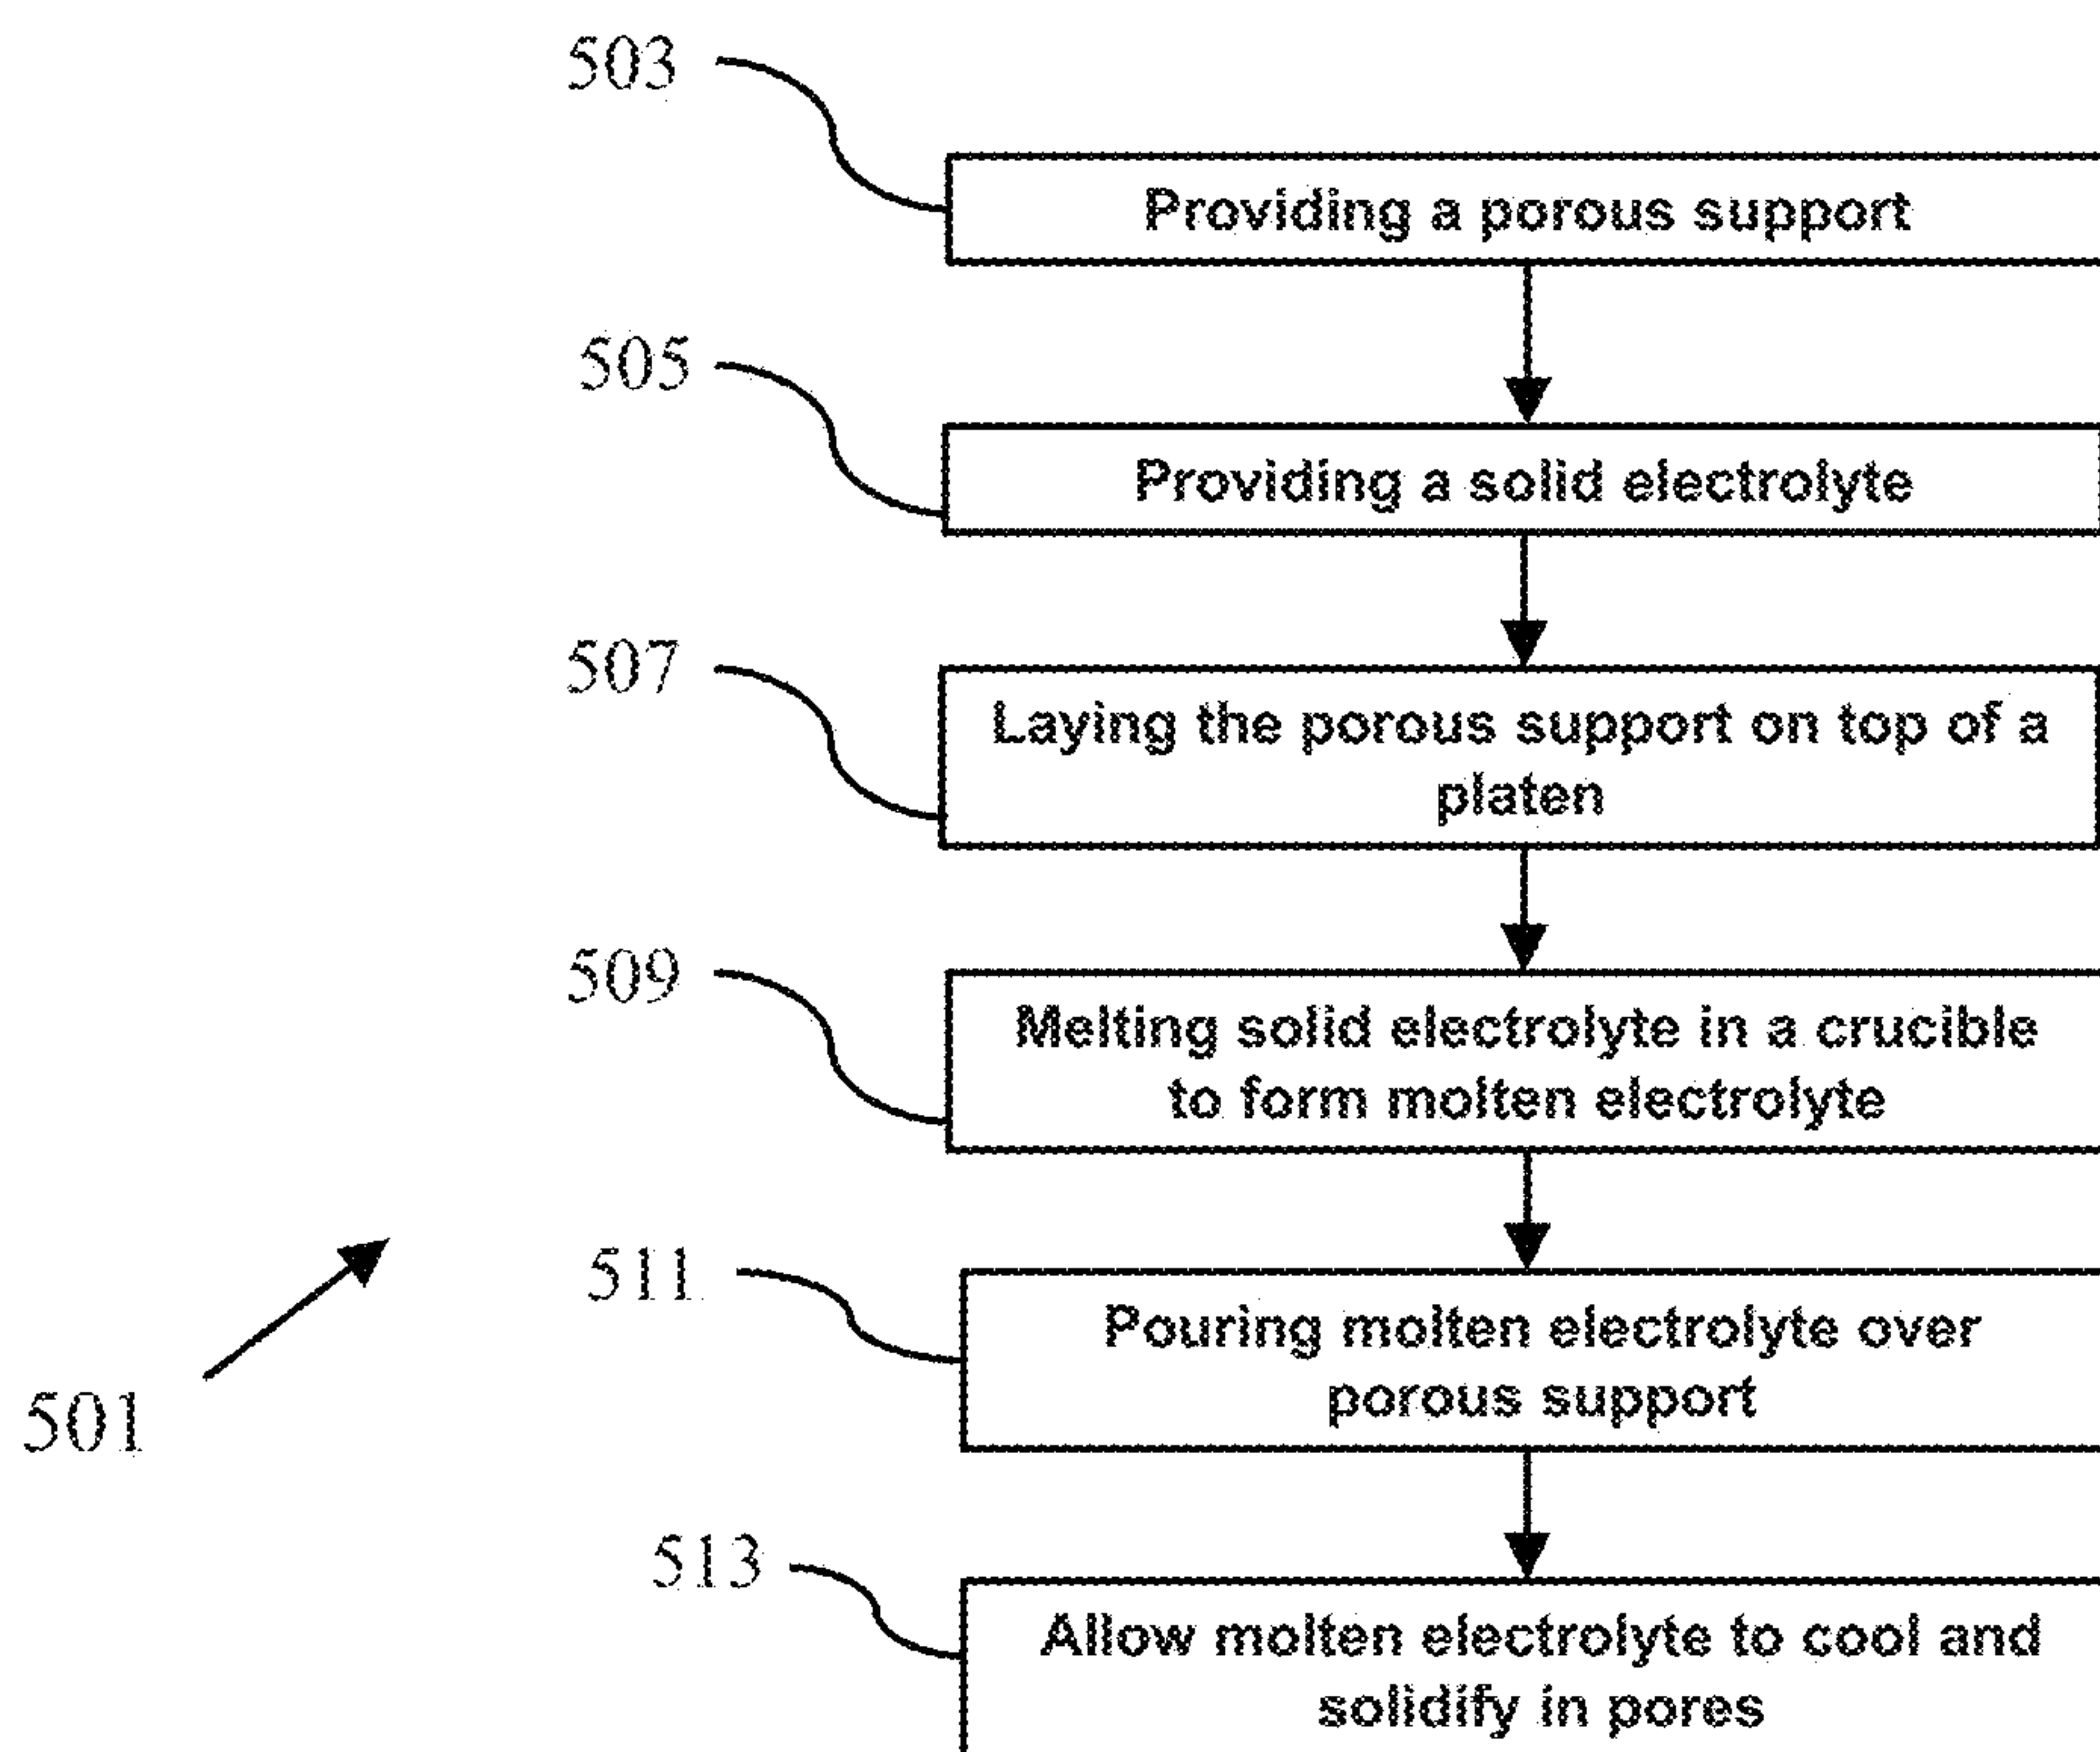 503
Providing a porous support
505
Providing a solid electrolyte
507
Laying the porous support on top of a
platen
509
Melting solid electrolyte in a crucible
to form molten electrolyte
511
Pouring molten electrolyte over
porous support
501
513
Allow molten electrolyte to cool and
solidify in pores